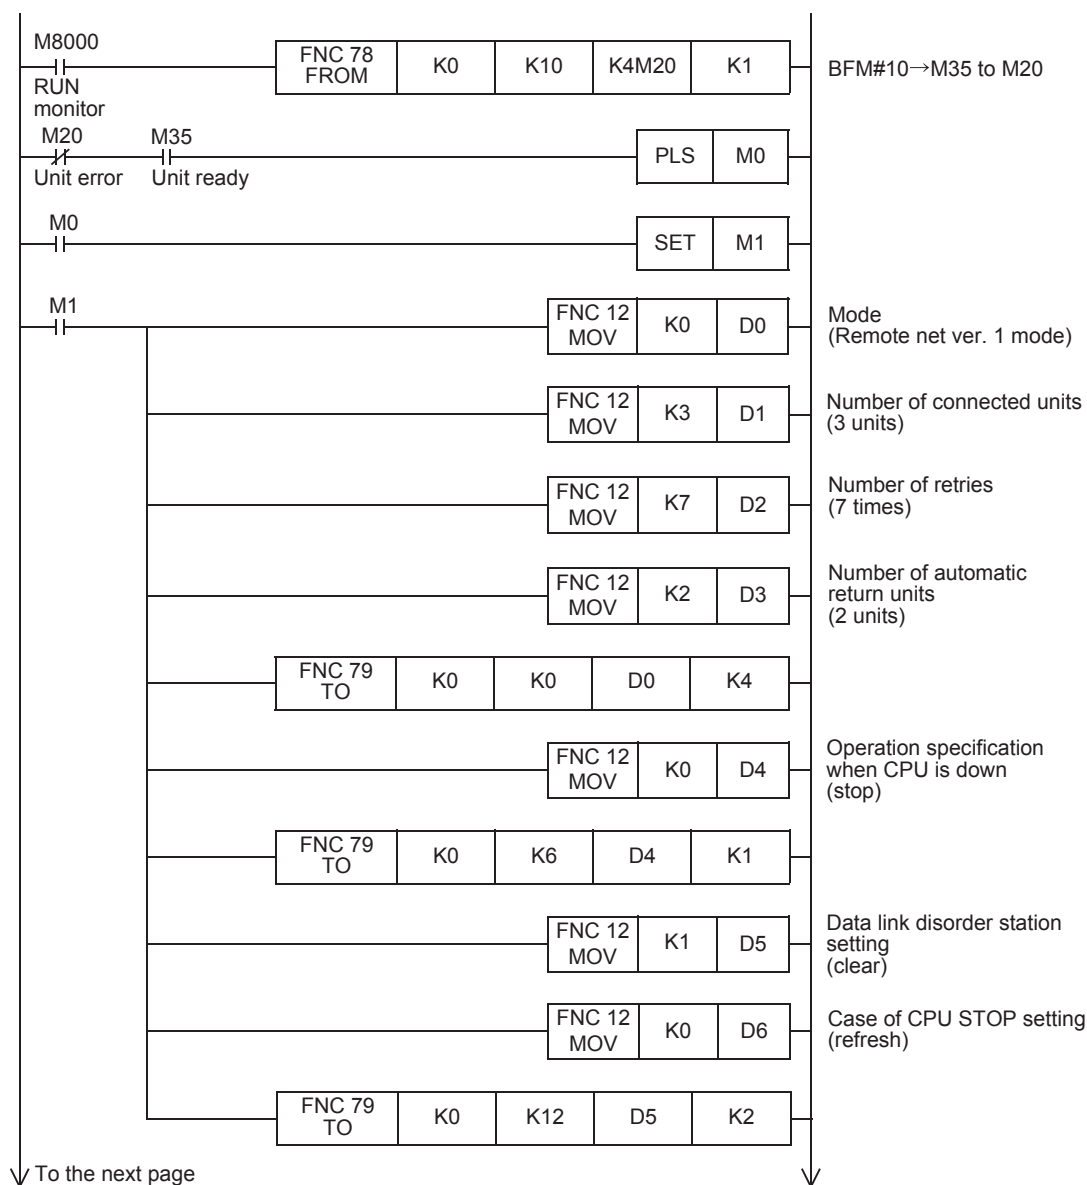 M8000
RUN
monitor
FNC 78
FROM
K0
K10
K4M20
K1
BFM#10→M35 to M20
M20
Unit error
M35
Unit ready
PLS
M0
M0
SET
M1
M1
FNC 12
MOV
K0
D0
Mode
(Remote net ver. 1 mode)
FNC 12
MOV
K3
D1
Number of connected units
(3 units)
FNC 12
MOV
K7
D2
Number of retries
(7 times)
FNC 12
MOV
K2
D3
Number of automatic
return units
(2 units)
FNC 79
TO
K0
K0
D0
K4
FNC 12
MOV
K0
D4
Operation specification
when CPU is down
(stop)
FNC 79
TO
K0
K6
D4
K1
FNC 12
MOV
K1
D5
Data link disorder station
setting
(clear)
FNC 12
MOV
K0
D6
Case of CPU STOP setting
(refresh)
FNC 79
TO
K0
K12
D5
K2
To the next page